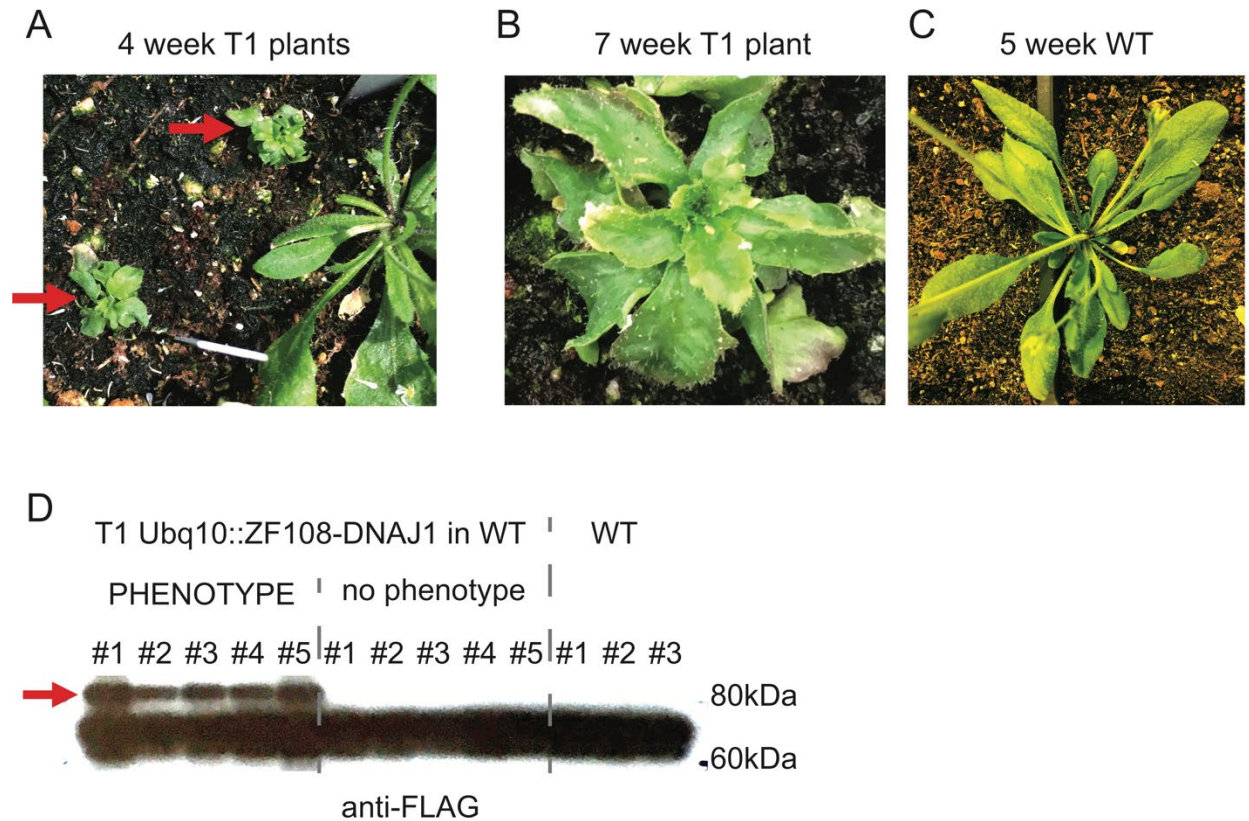 A
4 week T1 plants
B
7 week T1 plant
C
5 week WT
D
T1 Ubq10::ZF108-DNAJ1 in WT
WT
PHENOTYPE
no phenotype
#1 #2 #3 #4 #5 #1 #2 #3 #4 #5 #1 #2 #3
80kDa
60kDa
anti-FLAG